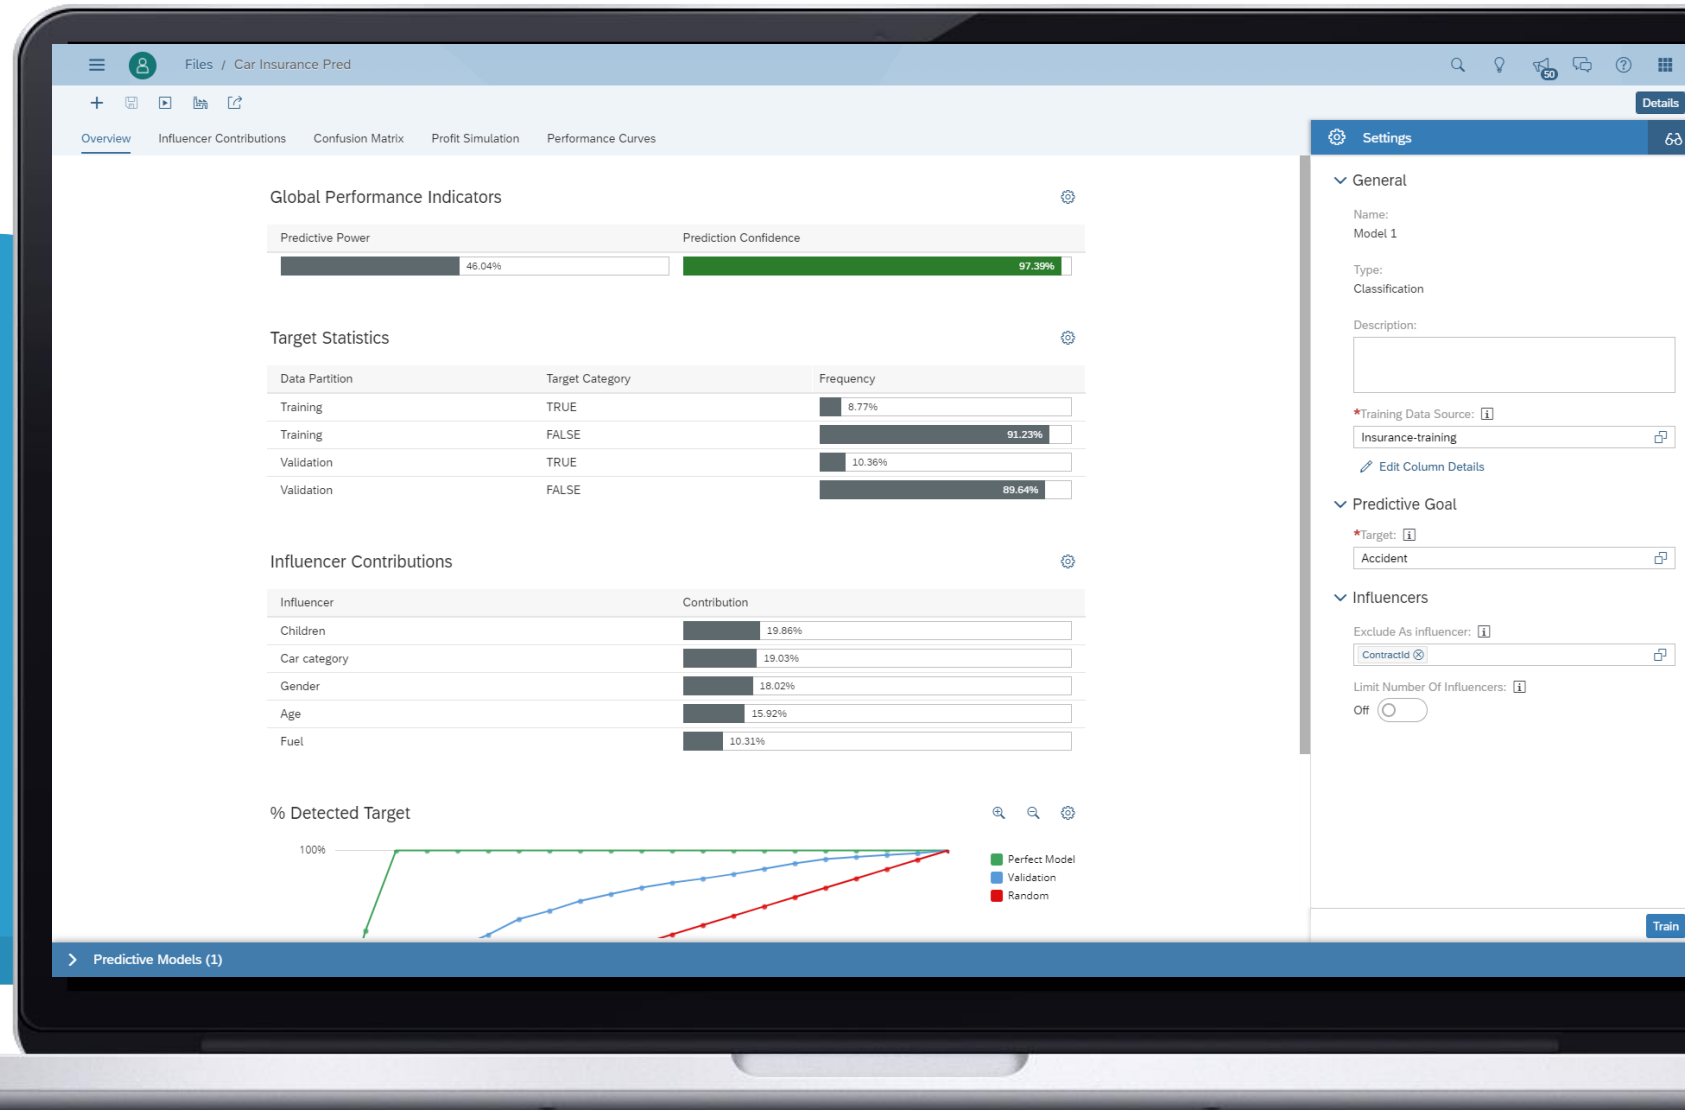 Files / Car Insurance Pred
50
Details
Overview Influencer Contributions Confusion Matrix Profit Simulation Performance Curves
Global Performance Indicators
Predictive Power Prediction Confidence
46.04% 97.39%
Target Statistics
Data Partition Target Category Frequency
Training TRUE 8.77%
Training FALSE 91.23%
Validation TRUE 10.36%
Validation FALSE 89.64%
Influencer Contributions
Influencer Contribution
Children 19.86%
Car category 19.03%
Gender 18.02%
Age 15.92%
Fuel 10.31%
% Detected Target
100%
Perfect Model
Validation
Random
Settings
General
Name:
Model 1
Type:
Classification
Description:
*Training Data Source: i
Insurance-training
Edit Column Details
Predictive Goal
*Target: i
Accident
Influencers
Exclude As influencer: i
ContractId
Limit Number Of Influencers: i
Off
Train
Predictive Models (1)